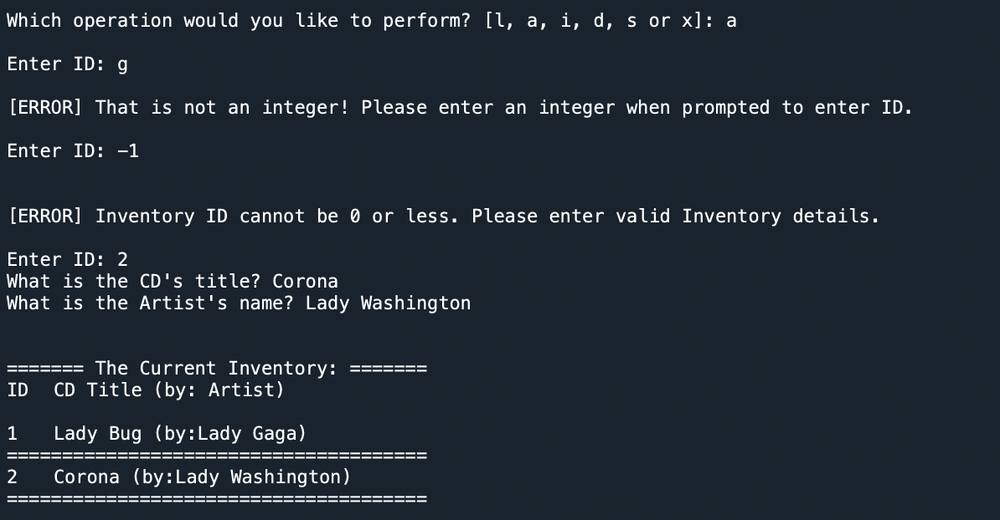 Which operation would you like to perform? [l, a, i, d, s or x]: a
Enter ID: g
[ERROR] That is not an integer! Please enter an integer when prompted to enter ID.
Enter ID: -1
[ERROR] Inventory ID cannot be 0 or less. Please enter valid Inventory details.
Enter ID: 2
What is the CD's title? Corona
What is the Artist's name? Lady Washington
======= The Current Inventory: =======
ID CD Title (by: Artist)
1 Lady Bug (by:Lady Gaga)
======================================
2 Corona (by:Lady Washington)
======================================